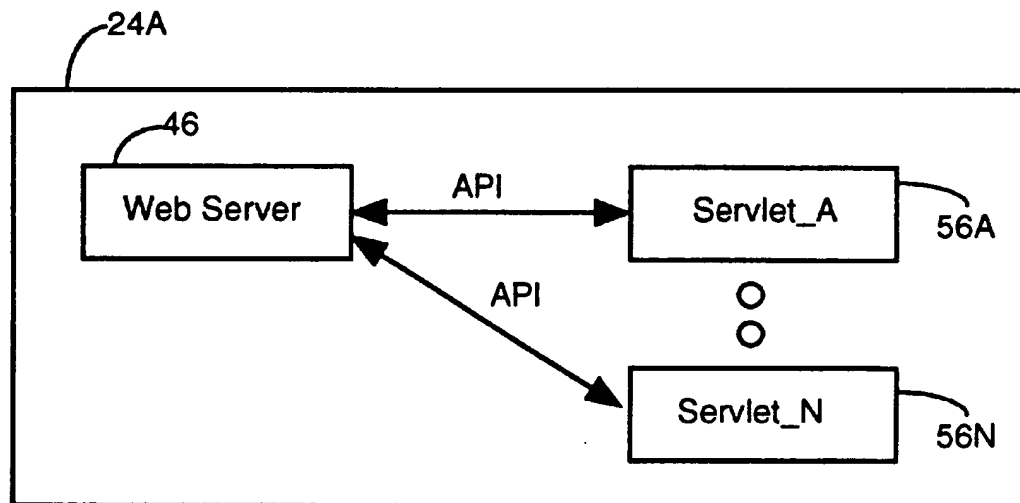 24A
46
Web Server
API
Servlet_A
56A
API
Servlet_N
56N